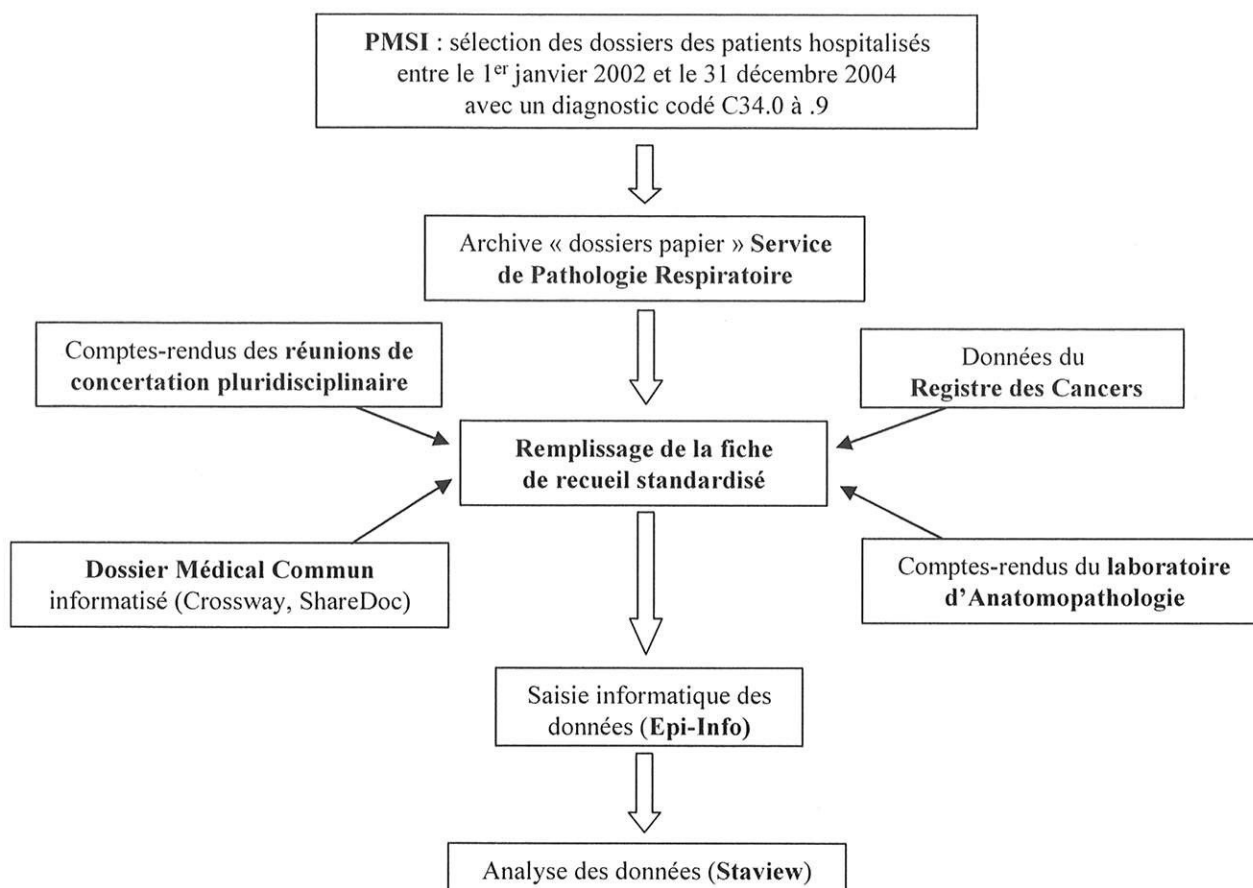 PMSI : sélection des dossiers des patients hospitalisés
entre le 1er janvier 2002 et le 31 décembre 2004
avec un diagnostic codé C34.0 à .9
Archive « dossiers papier » Service
de Pathologie Respiratoire
Comptes-rendus des réunions de
concertation pluridisciplinaire
Données du
Registre des Cancers
Remplissage de la fiche
de recueil standardisé
Dossier Médical Commun
informatisé (Crossway, ShareDoc)
Comptes-rendus du laboratoire
d’Anatomopathologie
Saisie informatique des
données (Epi-Info)
Analyse des données (Staview)